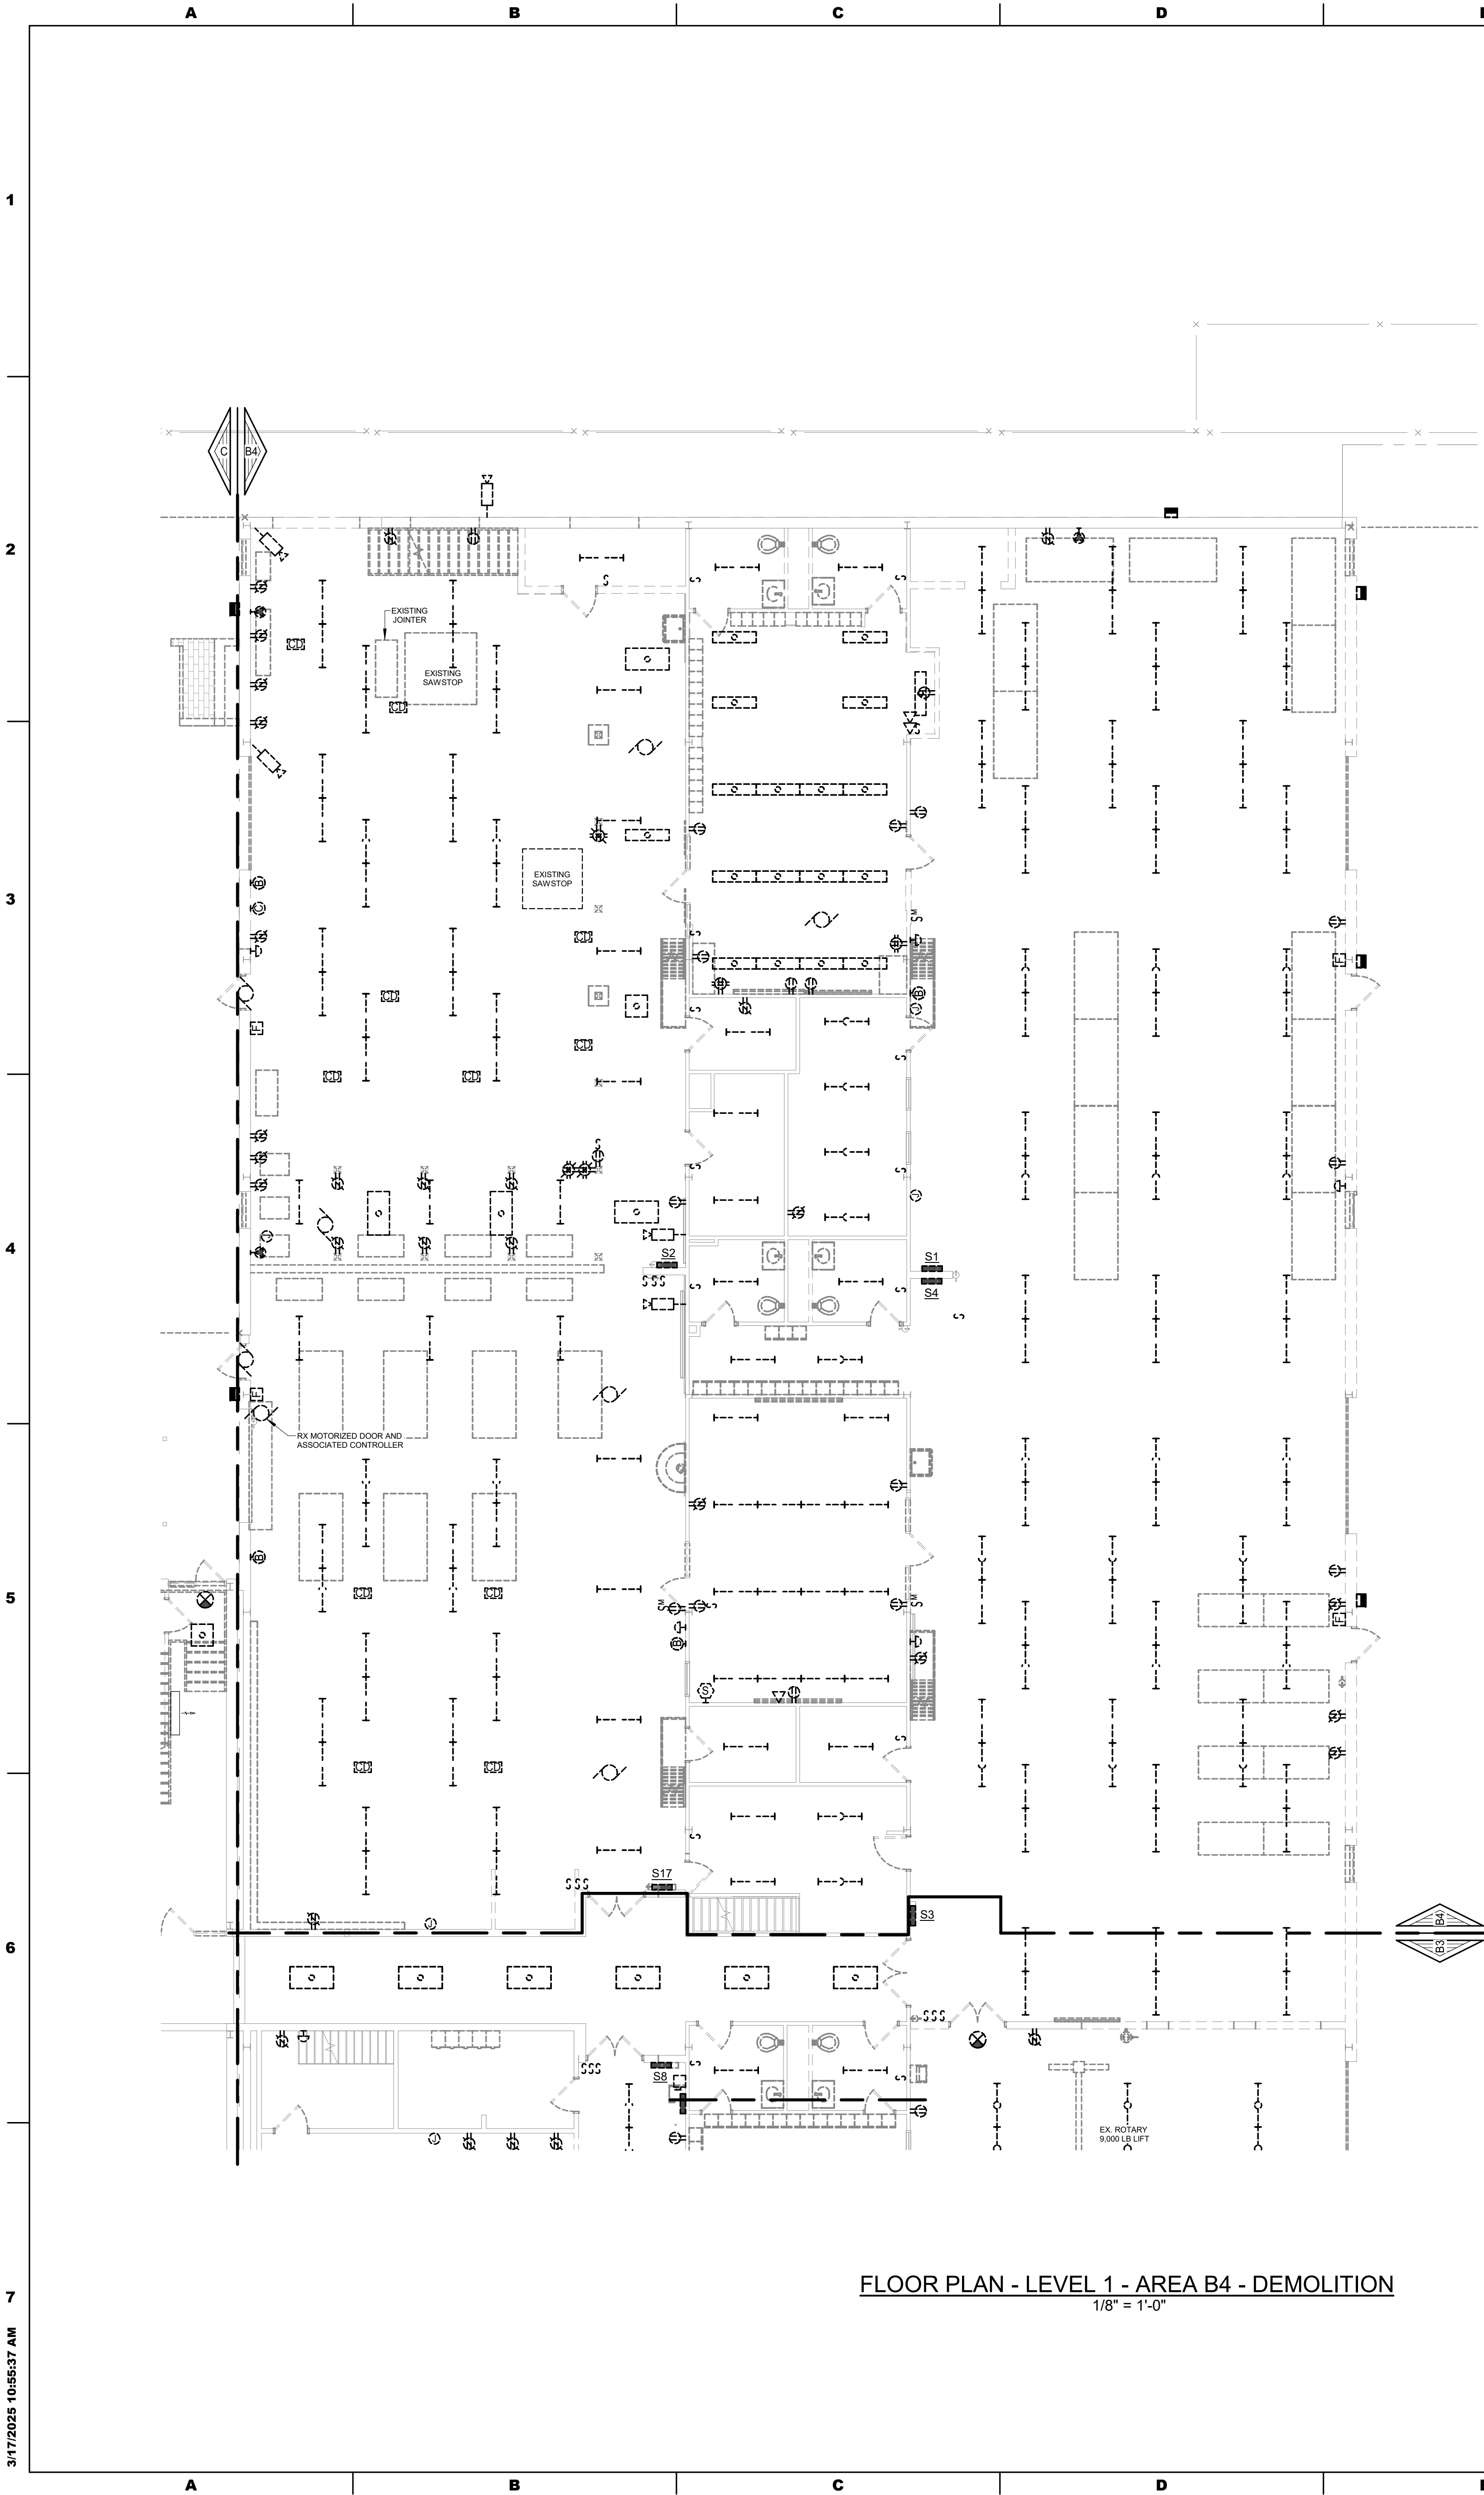 A
B
C
D
1
C
B4
2
EXISTING
JOINTER
EXISTING
SAWSTOP
EXISTING
SAWSTOP
B
C
3
F
F
S
M
B
J
J
J
4
S2
S1
S4
S S S
F
RX MOTORIZED DOOR AND
ASSOCIATED CONTROLLER
B
5
S
M
S
M
B
F
S
S17
S S S
S3
J
B4
B3
6
S S S
S S S
S8
J
EX. ROTARY
9,000 LB LIFT
FLOOR PLAN - LEVEL 1 - AREA B4 - DEMOLITION
1/8" = 1'-0"
7
3/17/2025 10:55:37 AM
A
B
C
D